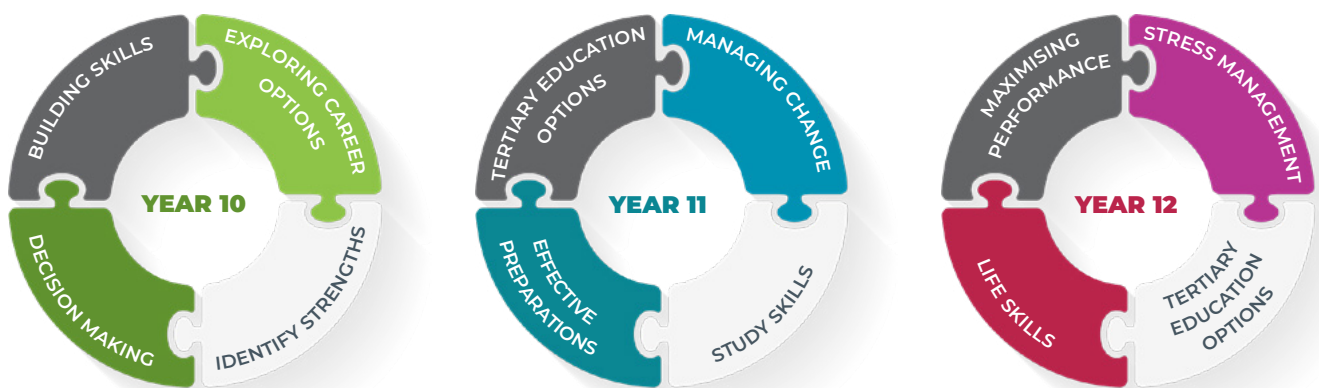 BUILDING SKILLS
EXPLORING CAREER
OPTIONS
YEAR 10
DECISION MAKING
IDENTIFY STRENGTHS
TERTIARY EDUCATION
OPTIONS
MANAGING CHANGE
YEAR 11
EFFECTIVE
PREPARATIONS
STUDY SKILLS
MAXIMISING
PERFORMANCE
STRESS MANAGEMENT
YEAR 12
LIFE SKILLS
TERTIARY
EDUCATION
OPTIONS